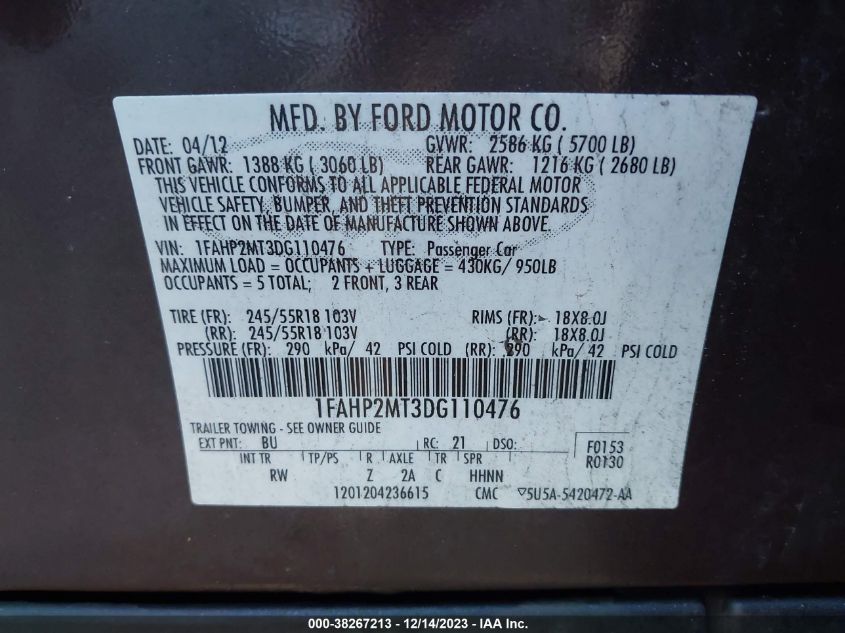 MFD. BY FORD MOTOR CO.
DATE: 04/12 GVWR: 2586 KG ( 5700 LB)
FRONT GAWR: 1388 KG ( 3060 LB) REAR GAWR: 1216 KG ( 2680 LB)
THIS VEHICLE CONFORMS TO ALL APPLICABLE FEDERAL MOTOR
VEHICLE SAFETY, BUMPER, AND THEFT PREVENTION STANDARDS
IN EFFECT ON THE DATE OF MANUFACTURE SHOWN ABOVE.
VIN: 1FAHP2MT3DG110476 TYPE: Passenger Car
MAXIMUM LOAD = OCCUPANTS + LUGGAGE = 430KG/ 950LB
OCCUPANTS = 5 TOTAL; 2 FRONT, 3 REAR
TIRE (FR): 245/55R18 103V RIMS (FR): 18X8.0J
(RR): 245/55R18 103V (RR): 18X8.0J
PRESSURE (FR): 290 kPa/ 42 PSI COLD (RR): 290 kPa/ 42 PSI COLD
1FAHP2MT3DG110476
TRAILER TOWING - SEE OWNER GUIDE
EXT PNT: BU RC: 21 DSO: F0153
INT TR TP/PS R AXLE TR SPR R0130
RW Z 2A C HHNN
1201204236615 CMC ▽5U5A-5420472-AA
000-38267213 - 12/14/2023 - IAA Inc.